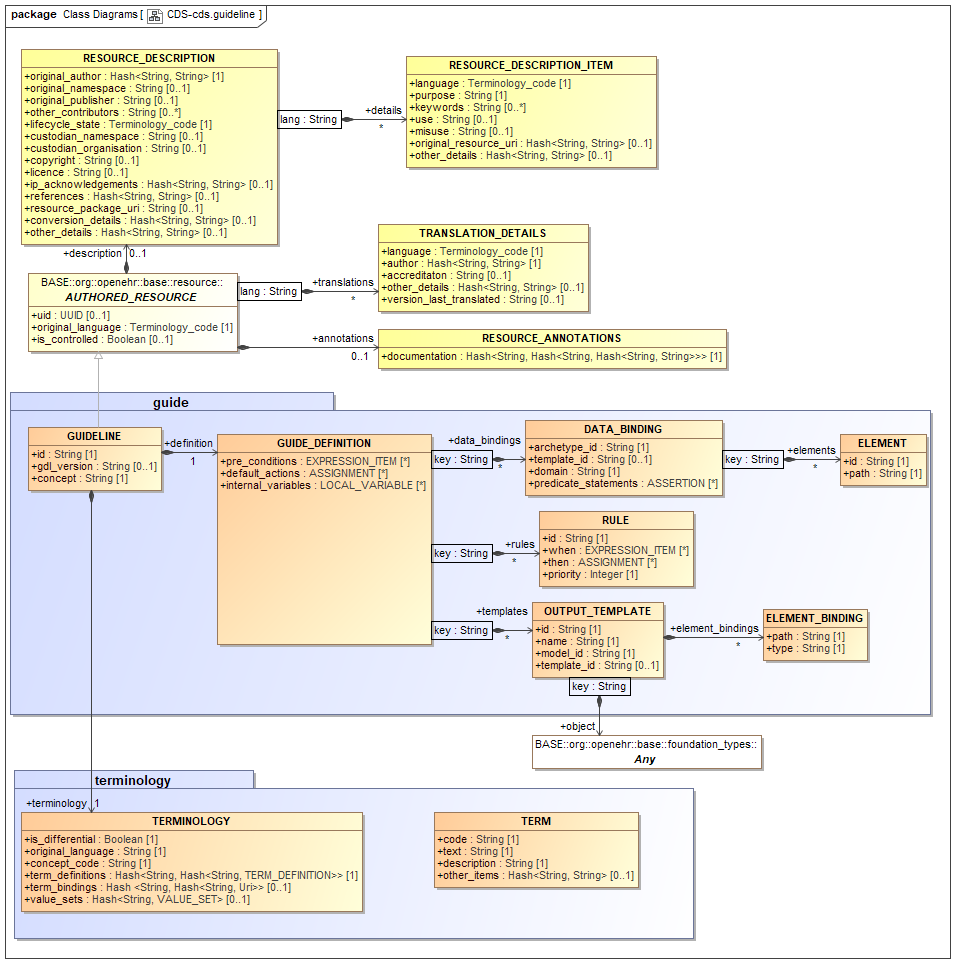 package Class Diagrams [ CDS-cds.guideline ]
RESOURCE_DESCRIPTION
+original_author : Hash<String, String> [1]
+original_namespace : String [0..1]
+original_publisher : String [0..1]
+other_contributors : String [0..*]
+lifecycle_state : Terminology_code [1]
+custodian_namespace : String [0..1]
+custodian_organisation : String [0..1]
+copyright : String [0..1]
+licence : String [0..1]
+ip_acknowledgements : Hash<String, String> [0..1]
+references : Hash<String, String> [0..1]
+resource_package_uri : String [0..1]
+conversion_details : Hash<String, String> [0..1]
+other_details : Hash<String, String> [0..1]
lang : String
+details
*
RESOURCE_DESCRIPTION_ITEM
+language : Terminology_code [1]
+purpose : String [1]
+keywords : String [0..*]
+use : String [0..1]
+misuse : String [0..1]
+original_resource_uri : Hash<String, String> [0..1]
+other_details : Hash<String, String> [0..1]
+description 0..1
BASE::org::openehr::base::resource::
AUTHORED_RESOURCE
+uid : UUID [0..1]
+original_language : Terminology_code [1]
+is_controlled : Boolean [0..1]
lang : String
+translations
*
TRANSLATION_DETAILS
+language : Terminology_code [1]
+author : Hash<String, String> [1]
+accreditaton : String [0..1]
+other_details : Hash<String, String> [0..1]
+version_last_translated : String [0..1]
+annotations
0..1
RESOURCE_ANNOTATIONS
+documentation : Hash<String, Hash<String, Hash<String, String>>> [1]
guide
GUIDELINE
+id : String [1]
+gdl_version : String [0..1]
+concept : String [1]
+definition
1
GUIDE_DEFINITION
+pre_conditions : EXPRESSION_ITEM [*]
+default_actions : ASSIGNMENT [*]
+internal_variables : LOCAL_VARIABLE [*]
key : String
+data_bindings
*
DATA_BINDING
+archetype_id : String [1]
+template_id : String [0..1]
+domain : String [1]
+predicate_statements : ASSERTION [*]
key : String
+elements
*
ELEMENT
+id : String [1]
+path : String [1]
key : String
+rules
*
RULE
+id : String [1]
+when : EXPRESSION_ITEM [*]
+then : ASSIGNMENT [*]
+priority : Integer [1]
key : String
+templates
*
OUTPUT_TEMPLATE
+id : String [1]
+name : String [1]
+model_id : String [1]
+template_id : String [0..1]
+element_bindings
*
ELEMENT_BINDING
+path : String [1]
+type : String [1]
key : String
+object
BASE::org::openehr::base::foundation_types::
Any
terminology
+terminology 1
TERMINOLOGY
+is_differential : Boolean [1]
+original_language : String [1]
+concept_code : String [1]
+term_definitions : Hash<String, Hash<String, TERM_DEFINITION>> [1]
+term_bindings : Hash <String, Hash<String, Uri>> [0..1]
+value_sets : Hash<String, VALUE_SET> [0..1]
TERM
+code : String [1]
+text : String [1]
+description : String [1]
+other_items : Hash<String, String> [0..1]